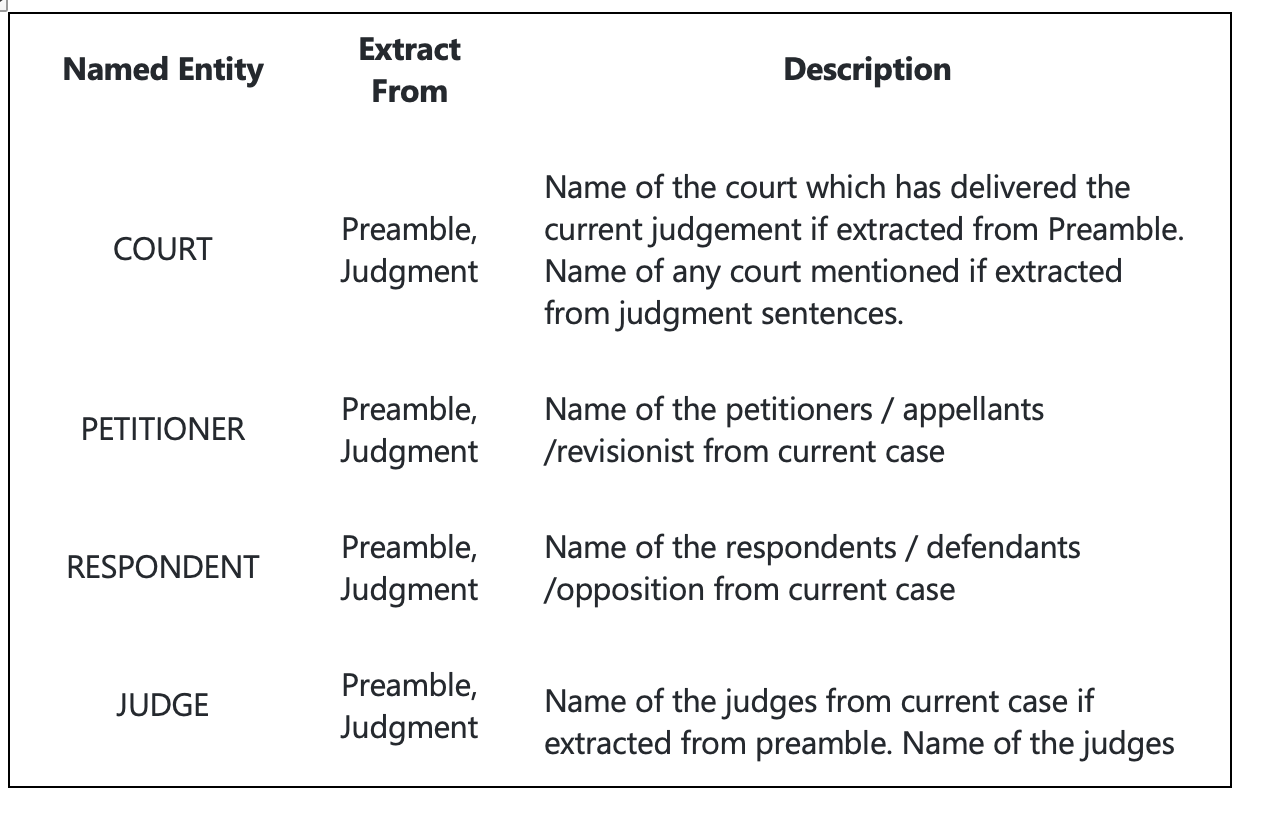 Named Entity
Extract
From
Description
COURT
Preamble,
Judgment
Name of the court which has delivered the
current judgement if extracted from Preamble.
Name of any court mentioned if extracted
from judgment sentences.
PETITIONER
Preamble,
Judgment
Name of the petitioners / appellants
/revisionist from current case
RESPONDENT
Preamble,
Judgment
Name of the respondents / defendants
/opposition from current case
JUDGE
Preamble,
Judgment
Name of the judges from current case if
extracted from preamble. Name of the judges